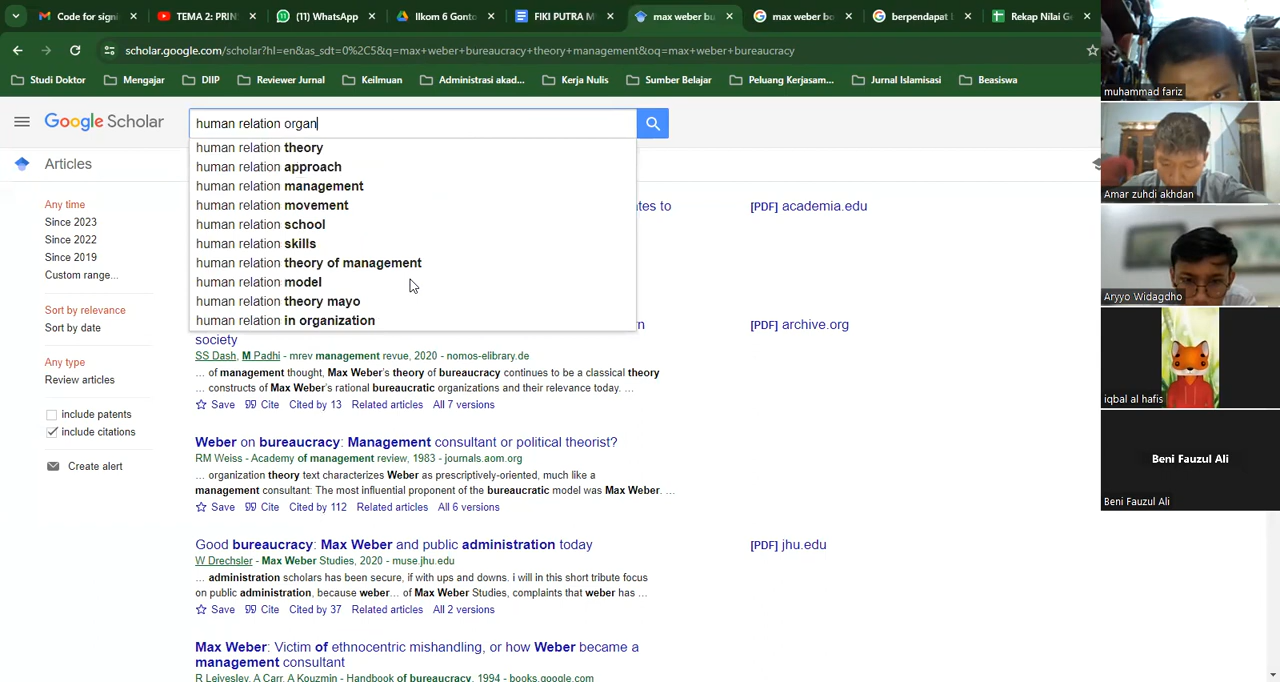 Code for signi
TEMA 2: PRIN
(11) WhatsApp
Ilkom 6 Gonto
FIKI PUTRA M
max weber bu
max weber bo
berpendapat b
Rekap Nilai G
scholar.google.com/scholar?hl=en&as_sdt=0%2C5&q=max+weber+bureaucracy+theory+management&oq=max+weber+bureaucracy
Studi Doktor
Mengajar
DIIP
Reviewer Jurnal
Keilmuan
Administrasi akad...
Kerja Nulis
Sumber Belajar
Peluang Kerjasam...
Jurnal Islamisasi
Beasiswa
Google Scholar
human relation organ
Articles
human relation theory
human relation approach
human relation management
human relation movement
human relation school
human relation skills
human relation theory of management
human relation model
human relation theory mayo
human relation in organization
Any time
Since 2023
Since 2022
Since 2019
Custom range...
Sort by relevance
Sort by date
Any type
Review articles
include patents
include citations
Create alert
ates to
[PDF] academia.edu
rn
[PDF] archive.org
society
SS Dash, M Padhi - mrev management revue, 2020 - nomos-elibrary.de
... of management thought, Max Weber's theory of bureaucracy continues to be a classical theory
... constructs of Max Weber's rational bureaucratic organizations and their relevance today. ...
Save Cite Cited by 13 Related articles All 7 versions
Weber on bureaucracy: Management consultant or political theorist?
RM Weiss - Academy of management review, 1983 - journals.aom.org
... organization theory text characterizes Weber as prescriptively-oriented, much like a
management consultant: The most influential proponent of the bureaucratic model was Max Weber. ...
Save Cite Cited by 112 Related articles All 6 versions
Good bureaucracy: Max Weber and public administration today
[PDF] jhu.edu
W Drechsler - Max Weber Studies, 2020 - muse.jhu.edu
... administration scholars has been secure, if with ups and downs. i will in this short tribute focus
on public administration, because weber... of Max Weber Studies, complaints that weber has ...
Save Cite Cited by 37 Related articles All 2 versions
Max Weber: Victim of ethnocentric mishandling, or how Weber became a
management consultant
R Leivesley, A Carr, A Kouzmin - Handbook of bureaucracy, 1994 - books.google.com
muhammad fariz
Amar zuhdi akhdan
Aryyo Widagdho
iqbal al hafis
Beni Fauzul Ali
Beni Fauzul Ali